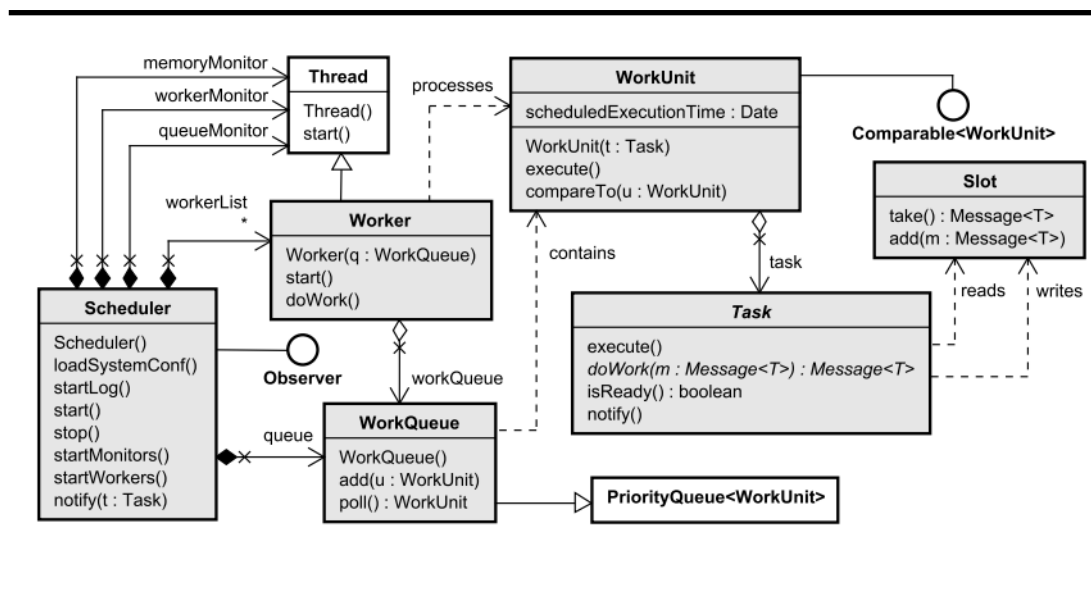 memoryMonitor
workerMonitor
queueMonitor
Thread
Thread()
start()
processes
WorkUnit
scheduledExecutionTime : Date
WorkUnit(t : Task)
execute()
compareTo(u : WorkUnit)
Comparable<WorkUnit>
Slot
take() : Message<T>
add(m : Message<T>)
workerList
*
Worker
Worker(q : WorkQueue)
start()
doWork()
contains
task
reads
writes
Scheduler
Scheduler()
loadSystemConf()
startLog()
start()
stop()
startMonitors()
startWorkers()
notify(t : Task)
Observer
workQueue
Task
execute()
doWork(m : Message<T>) : Message<T>
isReady() : boolean
notify()
queue
WorkQueue
WorkQueue()
add(u : WorkUnit)
poll() : WorkUnit
PriorityQueue<WorkUnit>